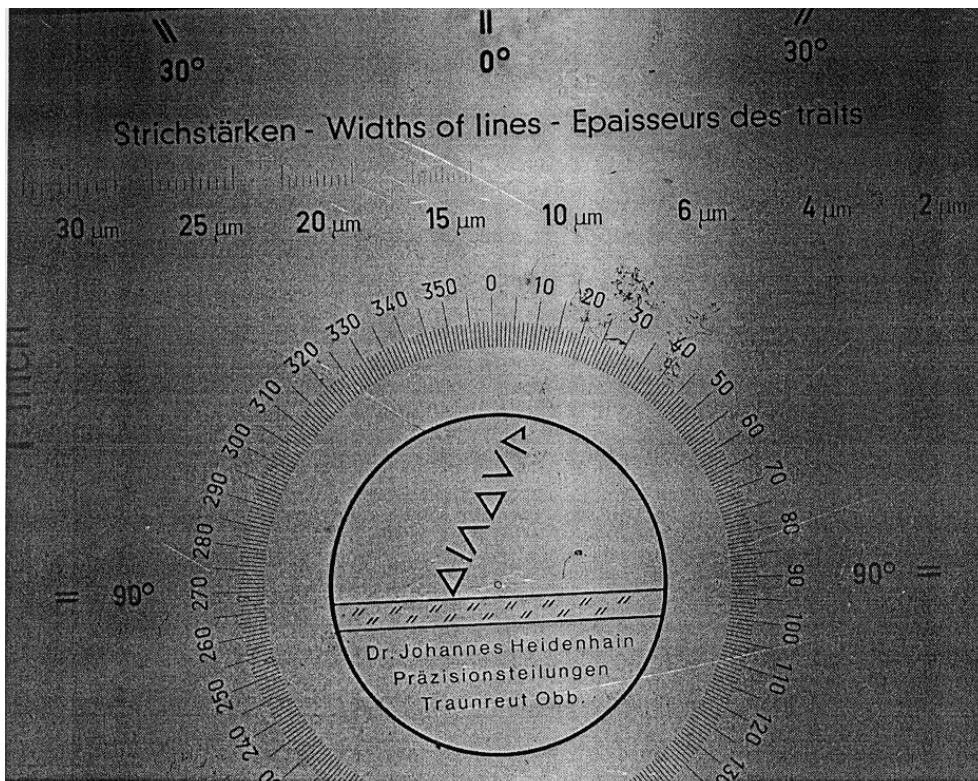 30° 0° 30°
Strichstärken - Widths of lines - Epaisseurs des traits
30 µm 25 µm 20 µm 15 µm 10 µm 6 µm 4 µm 2 µm
0 10 20 30 40 50 60 70 80 90 100 110 120 130
240 250 260 270 280 290 300 310 320 330 340 350
90° 90°
DIADUR
Dr. Johannes Heidenhain
Präzisionsteilungen
Traunreut Obb.